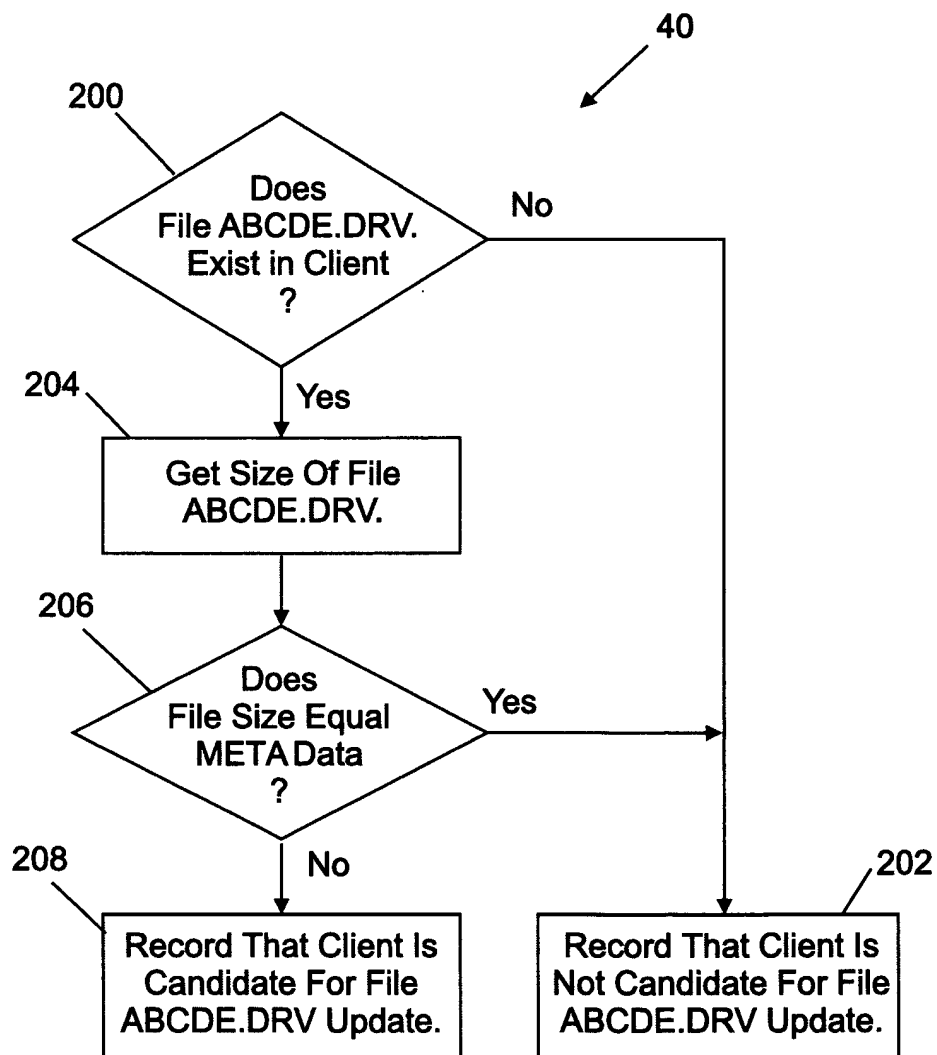 40
200
Does
File ABCDE.DRV.
Exist in Client
?
No
Yes
204
Get Size Of File
ABCDE.DRV.
206
Does
File Size Equal
META Data
?
Yes
No
208
Record That Client Is
Candidate For File
ABCDE.DRV Update.
202
Record That Client Is
Not Candidate For File
ABCDE.DRV Update.